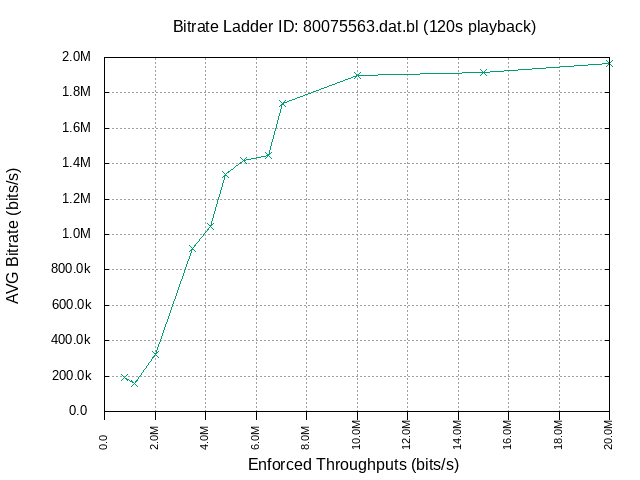 Bitrate Ladder ID: 80075563.dat.bl (120s playback)
2.0M
1.8M
1.6M
1.4M
1.2M
1.0M
800.0k
600.0k
400.0k
200.0k
0.0
AVG Bitrate (bits/s)
0.0 2.0M 4.0M 6.0M 8.0M 10.0M 12.0M 14.0M 16.0M 18.0M 20.0M
Enforced Throughputs (bits/s)